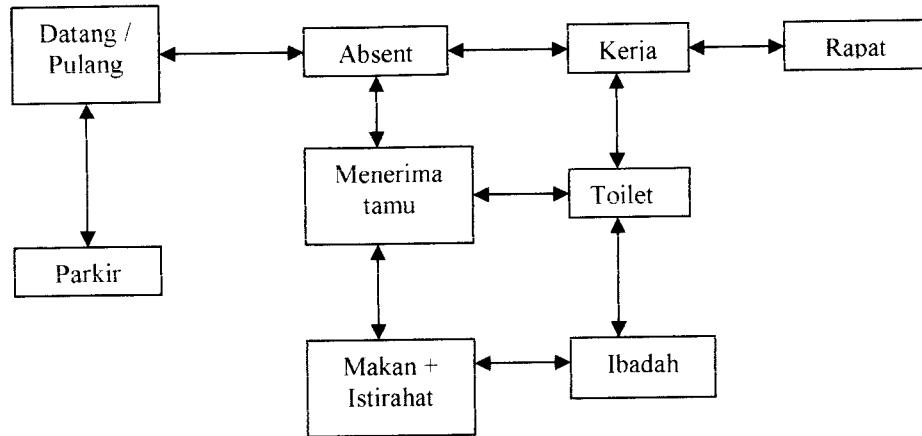 Datang /
Pulang
Absent
Kerja
Rapat
Menerima
tamu
Toilet
Parkir
Makan +
Istirahat
Ibadah